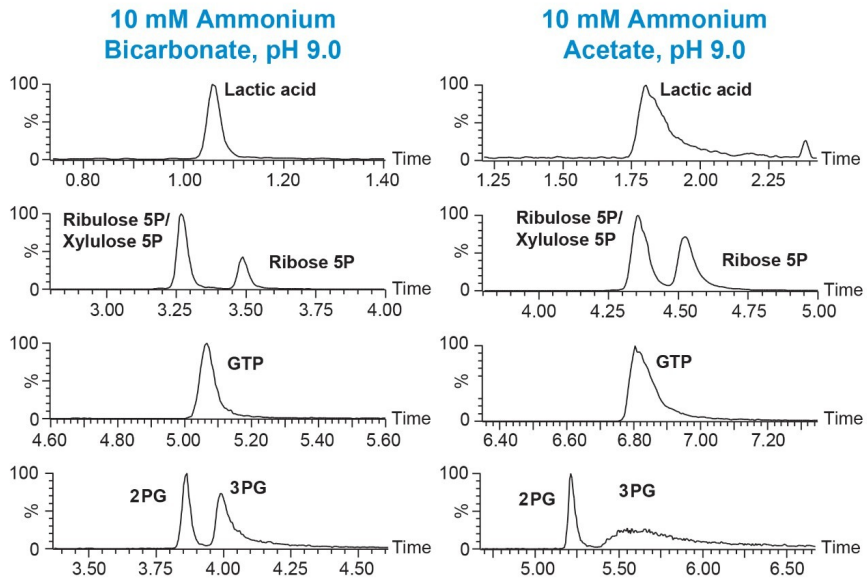 10 mM Ammonium
Bicarbonate, pH 9.0
100
%
0
Lactic acid
Time
0.80 1.00 1.20 1.40
100
%
0
Ribulose 5P/
Xylulose 5P
Ribose 5P
3.00 3.25 3.50 3.75 4.00
100
%
0
GTP
Time
4.60 4.80 5.00 5.20 5.40 5.60
100
%
0
2PG
3PG
Time
3.50 3.75 4.00 4.25 4.50
10 mM Ammonium
Acetate, pH 9.0
100
%
0
Lactic acid
Time
1.25 1.50 1.75 2.00 2.25
100
%
0
Ribulose 5P/
Xylulose 5P
Ribose 5P
4.00 4.25 4.50 4.75 5.00
100
%
0
GTP
Time
6.40 6.60 6.80 7.00 7.20
100
%
0
2PG
3PG
Time
5.00 5.50 6.00 6.50